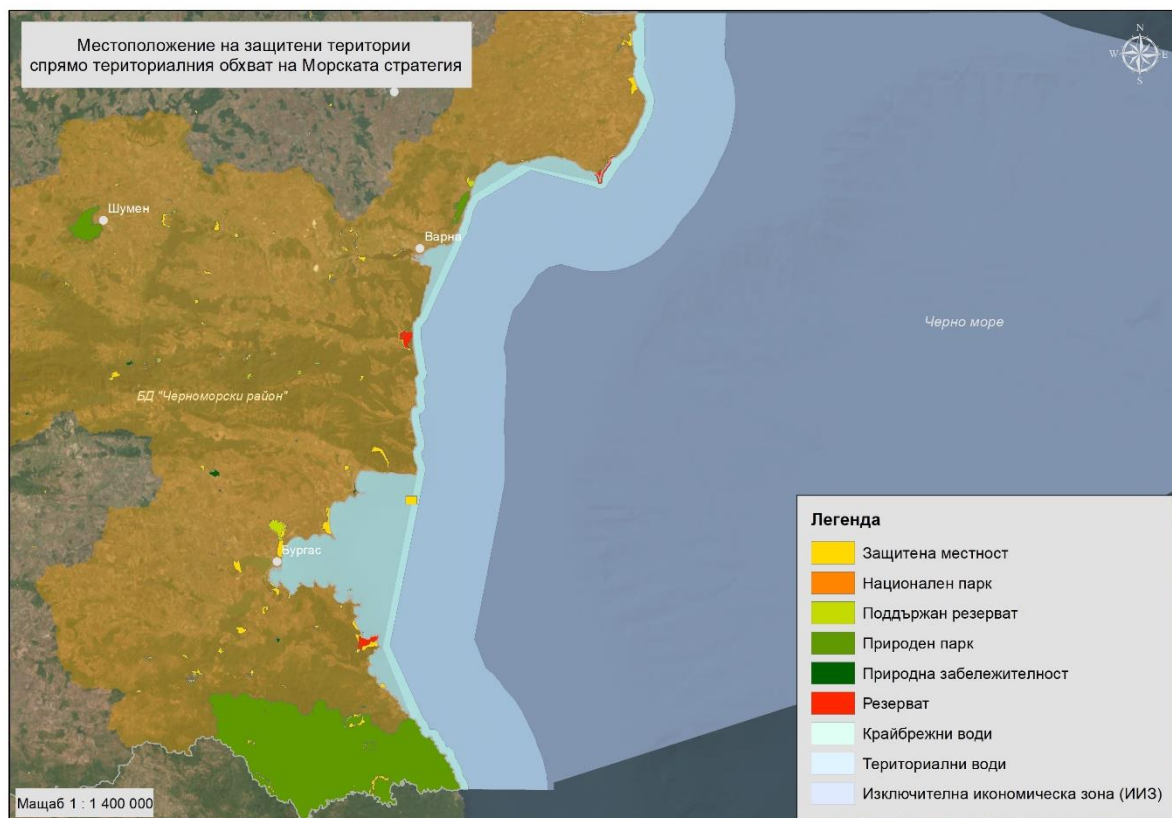 Местоположение на защитени територии
спрямо териториалния обхват на Морската стратегия
N
W E
S
Шумен
Варна
Черно море
БД "Черноморски район"
Бургас
Легенда
Защитена местност
Национален парк
Поддържан резерват
Природен парк
Природна забележителност
Резерват
Крайбрежни води
Териториални води
Изключителна икономическа зона (ИИЗ)
Мащаб 1 : 1 400 000